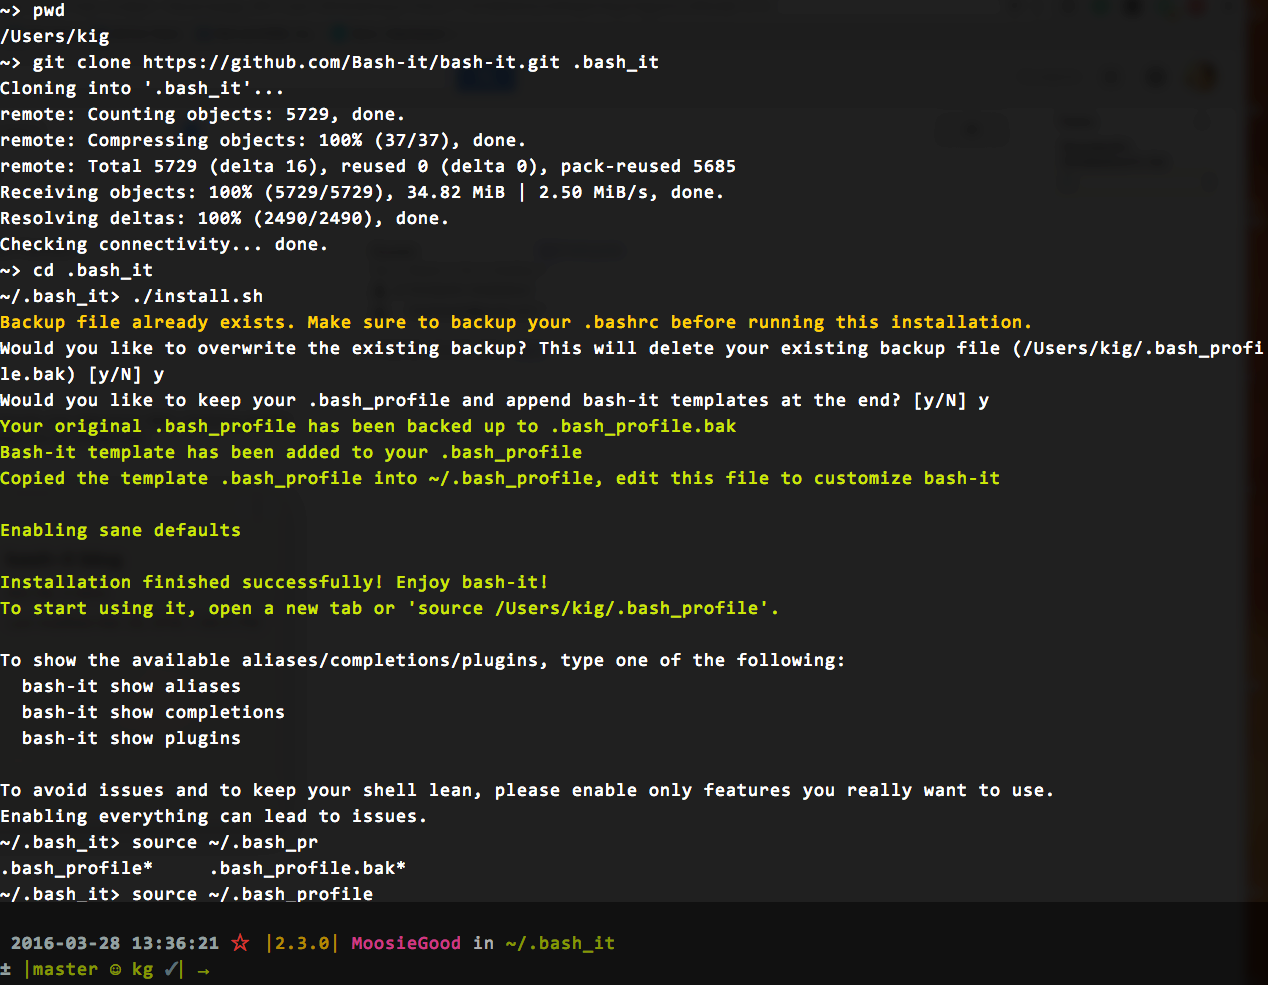 ~> pwd
/Users/kig
~> git clone https://github.com/Bash-it/bash-it.git .bash_it
Cloning into '.bash_it'...
remote: Counting objects: 5729, done.
remote: Compressing objects: 100% (37/37), done.
remote: Total 5729 (delta 16), reused 0 (delta 0), pack-reused 5685
Receiving objects: 100% (5729/5729), 34.82 MiB | 2.50 MiB/s, done.
Resolving deltas: 100% (2490/2490), done.
Checking connectivity... done.
~> cd .bash_it
~/.bash_it> ./install.sh
Backup file already exists. Make sure to backup your .bashrc before running this installation.
Would you like to overwrite the existing backup? This will delete your existing backup file (/Users/kig/.bash_profi
le.bak) [y/N] y
Would you like to keep your .bash_profile and append bash-it templates at the end? [y/N] y
Your original .bash_profile has been backed up to .bash_profile.bak
Bash-it template has been added to your .bash_profile
Copied the template .bash_profile into ~/.bash_profile, edit this file to customize bash-it
Enabling sane defaults
Installation finished successfully! Enjoy bash-it!
To start using it, open a new tab or 'source /Users/kig/.bash_profile'.
To show the available aliases/completions/plugins, type one of the following:
  bash-it show aliases
  bash-it show completions
  bash-it show plugins
To avoid issues and to keep your shell lean, please enable only features you really want to use.
Enabling everything can lead to issues.
~/.bash_it> source ~/.bash_pr
.bash_profile*     .bash_profile.bak*
~/.bash_it> source ~/.bash_profile
2016-03-28 13:36:21 ☆ |2.3.0| MoosieGood in ~/.bash_it
± |master ☺ kg ✓| →